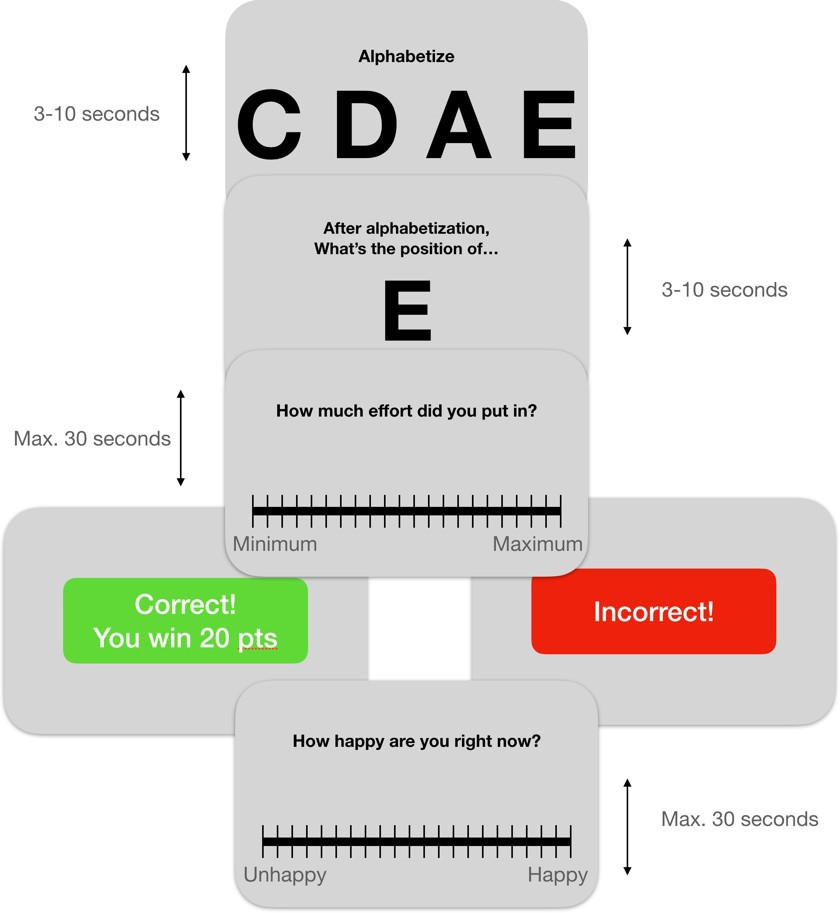 Alphabetize
3-10 seconds
C D A E
After alphabetization,
What's the position of...
3-10 seconds
E
How much effort did you put in?
Max. 30 seconds
Minimum Maximum
Correct!
You win 20 pts
Incorrect!
How happy are you right now?
Max. 30 seconds
Unhappy Happy